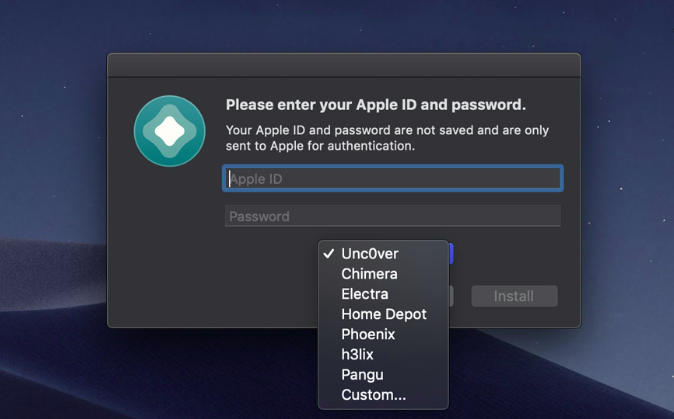 Please enter your Apple ID and password.
Your Apple ID and password are not saved and are only
sent to Apple for authentication.
Apple ID
Password
Unc0ver
Chimera
Electra
Install
Home Depot
Phoenix
h3lix
Pangu
Custom...